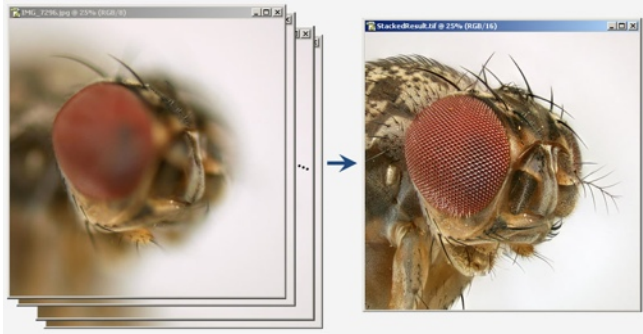 IMG_7296.jpg @ 25% (RGB/8)
...
StackedResult.tif @ 25% (RGB/16)